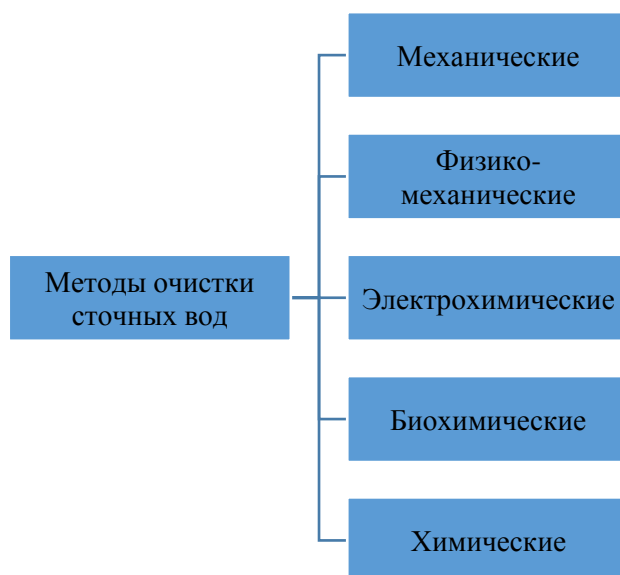 Механические
Физико-
механические
Методы очистки
сточных вод
Электрохимические
Биохимические
Химические